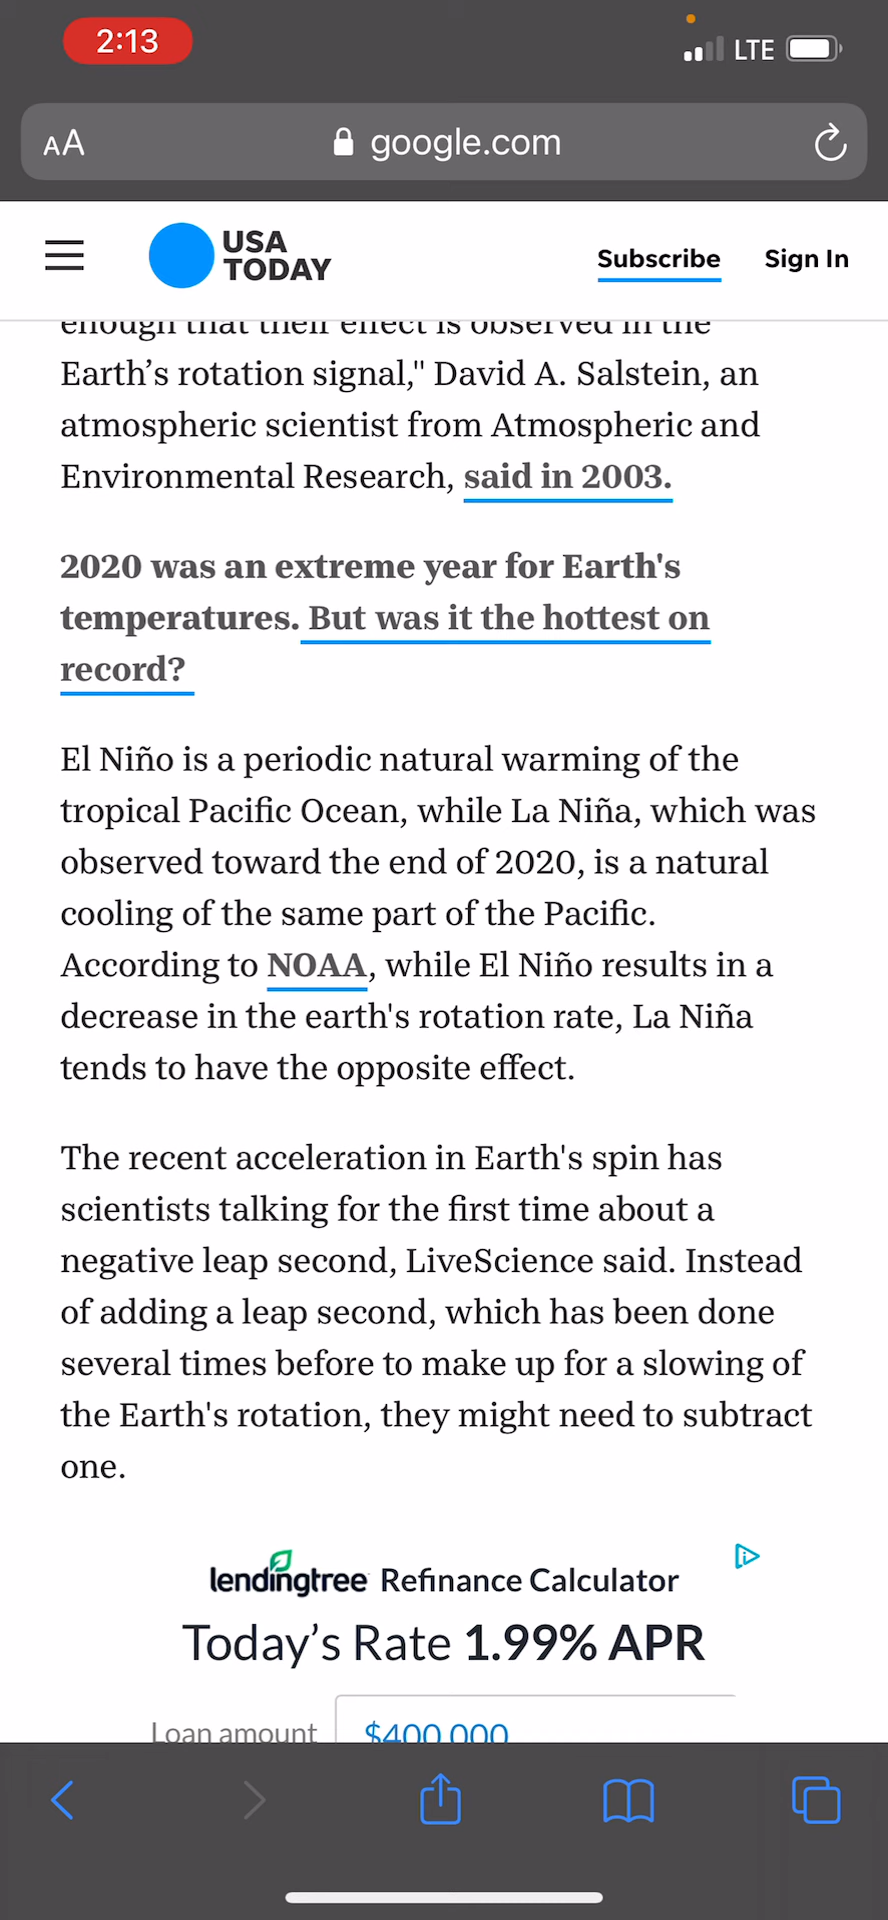 2:13
LTE
AA
google.com
USA
TODAY
Subscribe
Sign In
enough that their effect is observed in the
Earth’s rotation signal," David A. Salstein, an
atmospheric scientist from Atmospheric and
Environmental Research, said in 2003.
2020 was an extreme year for Earth's
temperatures. But was it the hottest on
record?
El Niño is a periodic natural warming of the
tropical Pacific Ocean, while La Niña, which was
observed toward the end of 2020, is a natural
cooling of the same part of the Pacific.
According to NOAA, while El Niño results in a
decrease in the earth's rotation rate, La Niña
tends to have the opposite effect.
The recent acceleration in Earth's spin has
scientists talking for the first time about a
negative leap second, LiveScience said. Instead
of adding a leap second, which has been done
several times before to make up for a slowing of
the Earth's rotation, they might need to subtract
one.
lendingtree Refinance Calculator
Today’s Rate 1.99% APR
Loan amount $400,000